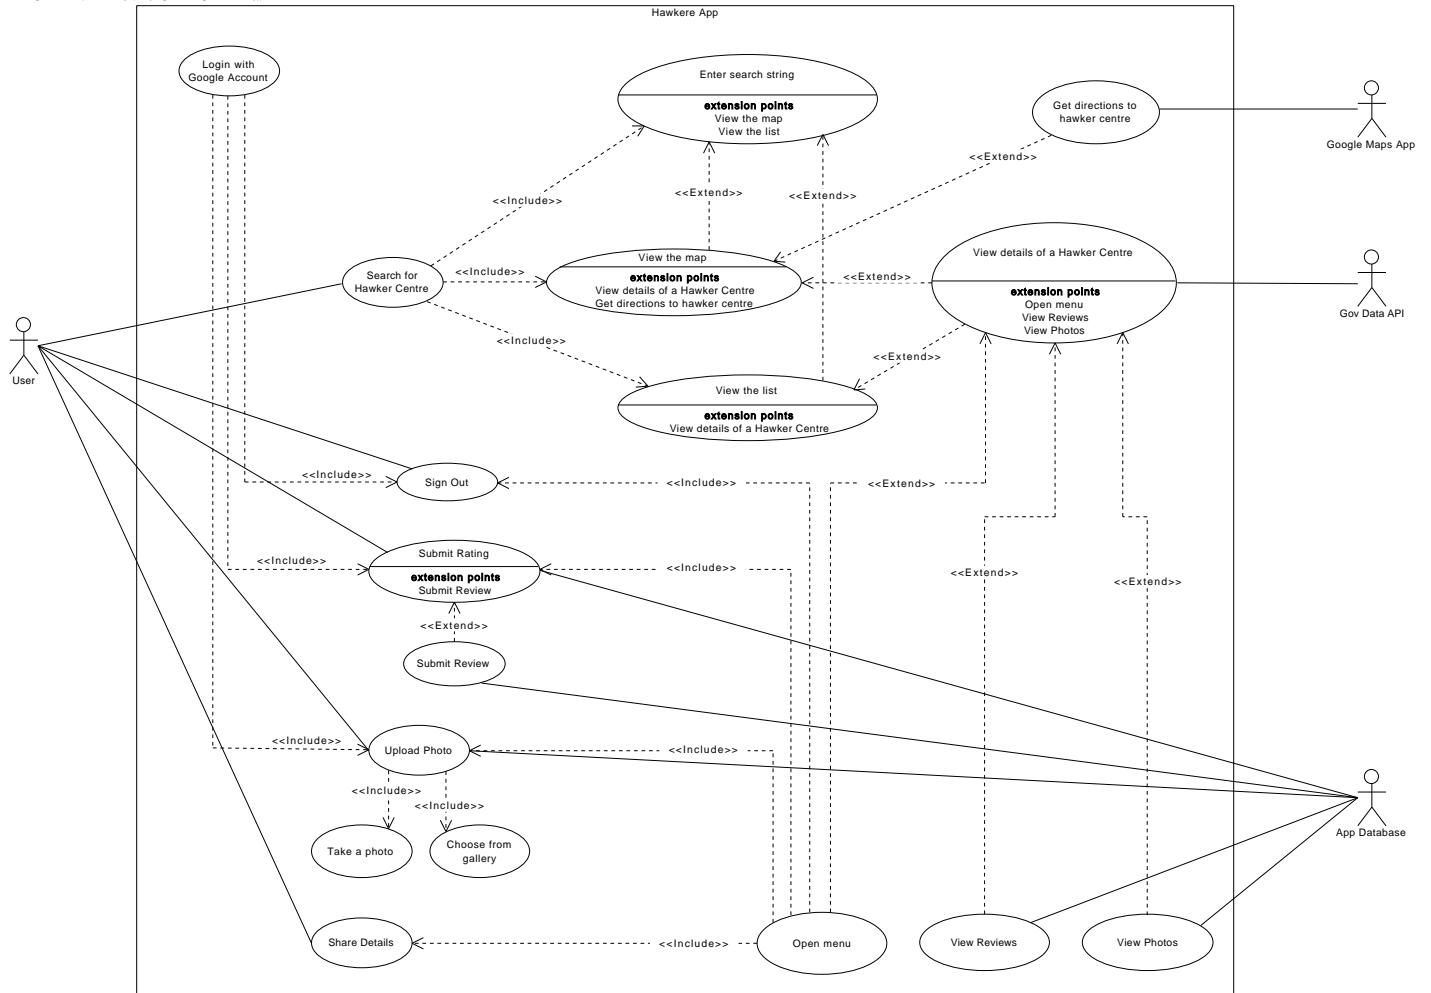 Hawkere App
Login with
Google Account
Enter search string
extension points
View the map
View the list
Get directions to
hawker centre
Google Maps App
<<Extend>>
<<Include>>
<<Extend>>
<<Extend>>
View the map
extension points
View details of a Hawker Centre
Get directions to hawker centre
Search for
Hawker Centre
<<Include>>
<<Extend>>
View details of a Hawker Centre
extension points
Open menu
View Reviews
View Photos
Gov Data API
User
<<Include>>
<<Extend>>
View the list
extension points
View details of a Hawker Centre
<<Include>>
Sign Out
<<Include>>
<<Extend>>
Submit Rating
extension points
Submit Review
<<Include>>
<<Include>>
<<Extend>>
<<Extend>>
<<Extend>>
Submit Review
<<Include>>
Upload Photo
<<Include>>
<<Include>>
<<Include>>
Take a photo
Choose from
gallery
App Database
Share Details
<<Include>>
Open menu
View Reviews
View Photos